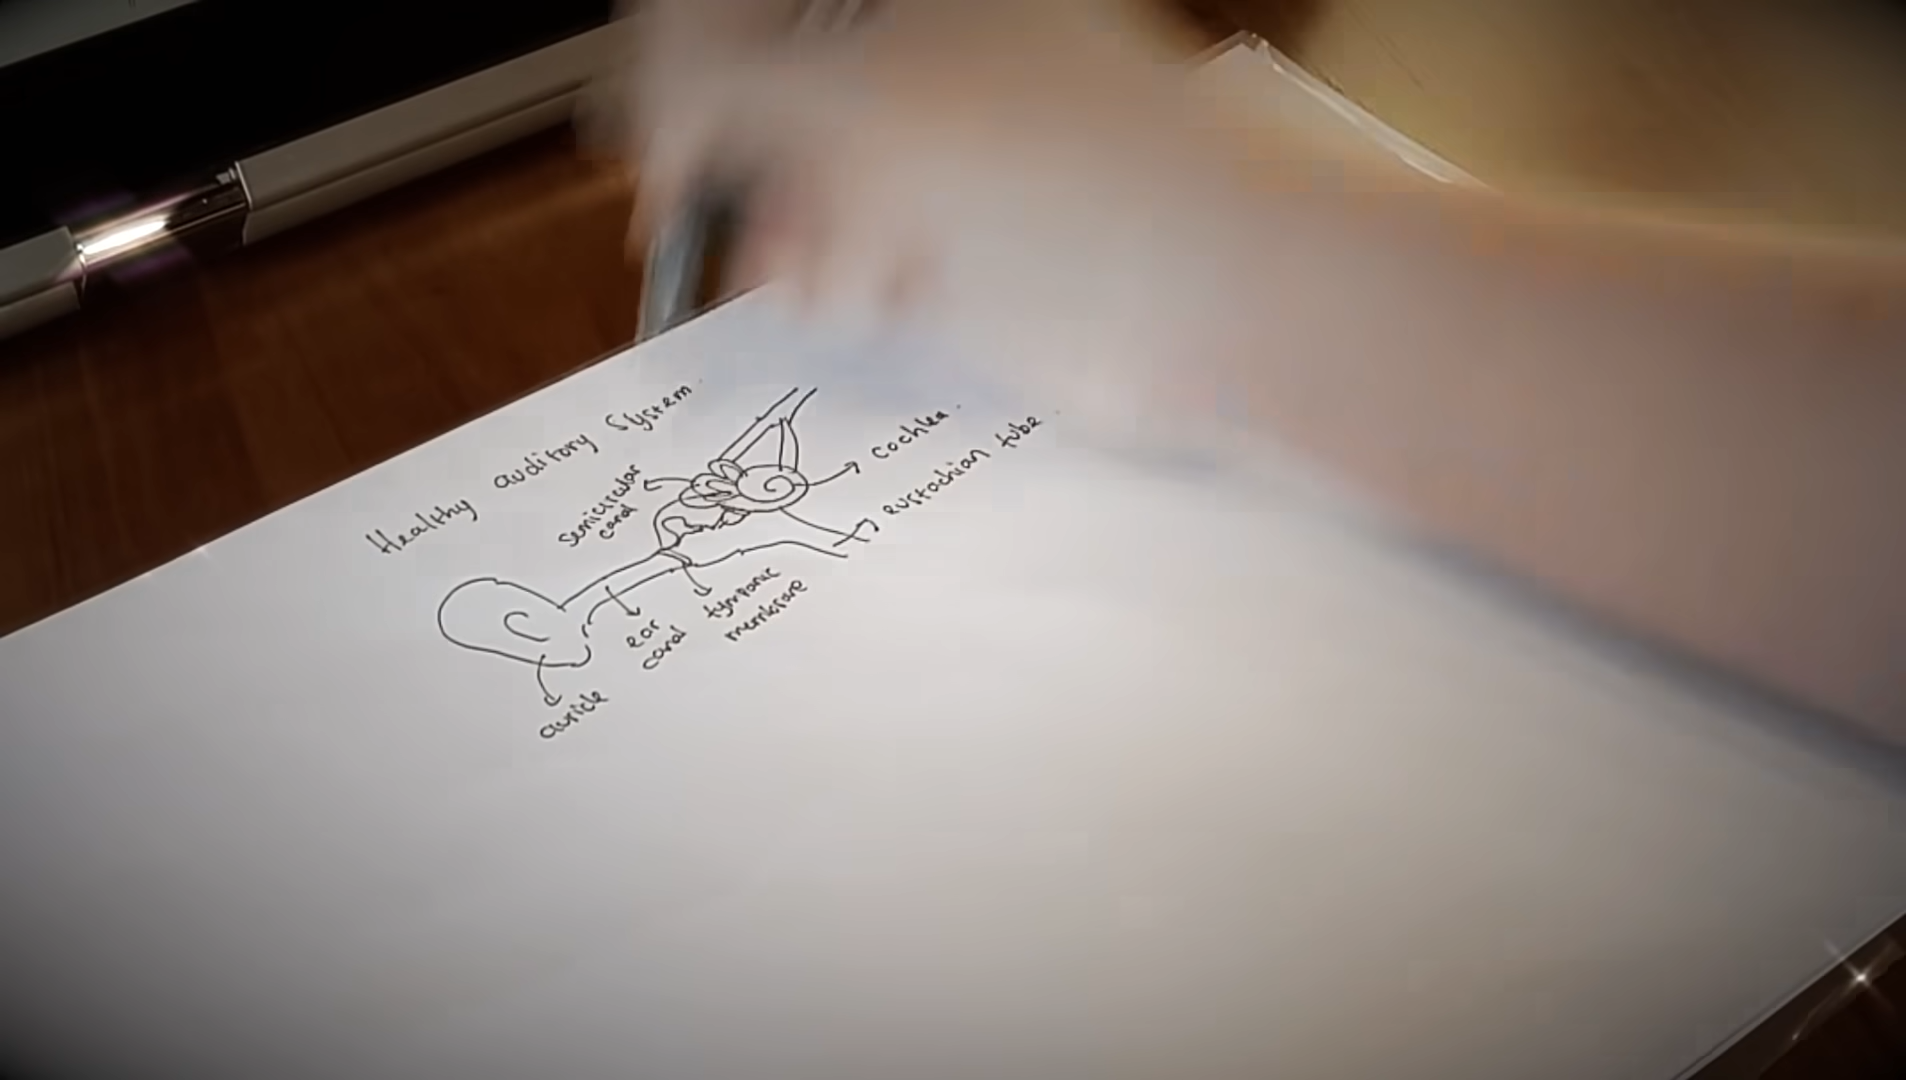 Healthy auditory System.
semicircular
canal
cochlea.
eustachian tube
tympanic
membrane
ear
canal
auricle